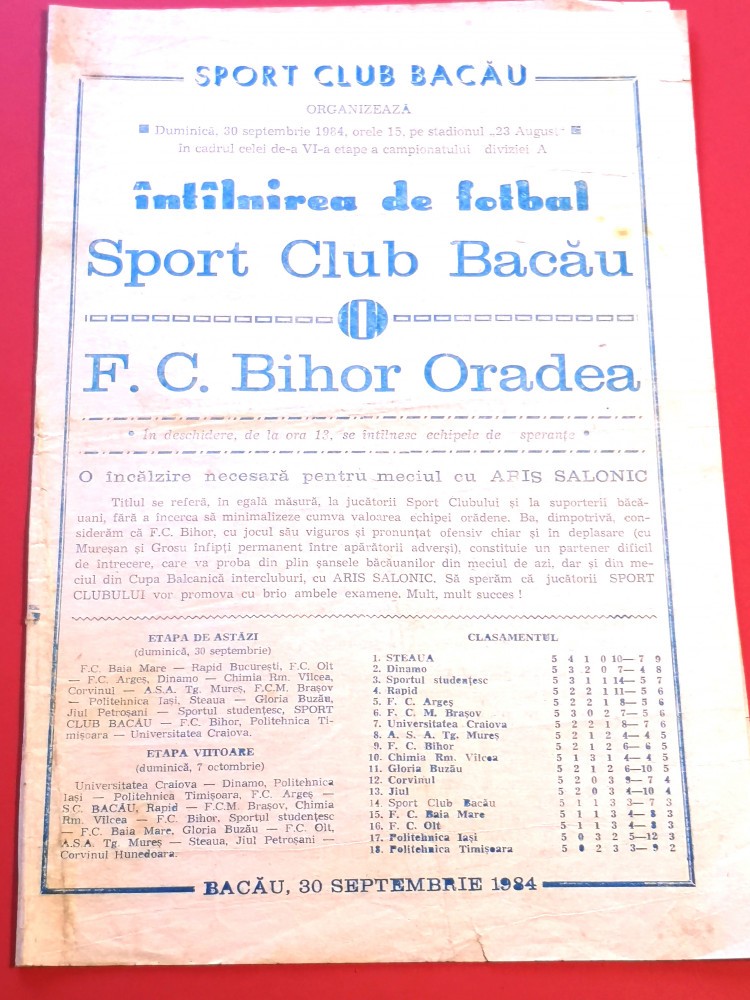 SPORT CLUB BACĂU
ORGANIZEAZĂ
Duminică, 30 septembrie 1984, orele 15, pe stadionul „23 August“
în cadrul celei de-a VI-a etape a campionatului diviziei A
întîlnirea de fotbal
Sport Club Bacău
F. C. Bihor Oradea
• În deschidere, de la ora 13, se întîlnesc echipele de speranțe •
O încălzire necesară pentru meciul cu ARIS SALONIC
Titlul se referă, în egală măsură, la jucătorii Sport Clubului și la suporterii băcă-
uani, fără a încerca să minimalizeze cumva valoarea echipei orădene. Ba, dimpotrivă, con-
siderăm că F.C. Bihor, cu jocul său viguros și pronunțat ofensiv chiar și în deplasare (cu
Mureșan și Grosu înfipți permanent între apărătorii adverși), constituie un partener dificil
de întrecere, care va proba din plin șansele băcăuanilor din meciul de azi, dar și din me-
ciul din Cupa Balcanică intercluburi, cu ARIS SALONIC. Să sperăm că jucătorii SPORT
CLUBULUI vor promova cu brio ambele examene. Mult, mult succes !
ETAPA DE ASTĂZI
(duminică, 30 septembrie)
F.C. Baia Mare — Rapid București, F.C. Olt
— F.C. Argeș, Dinamo — Chimia Rm. Vîlcea,
Corvinul — A.S.A. Tg. Mureș, F.C.M. Brașov
— Politehnica Iași, Steaua — Gloria Buzău,
Jiul Petroșani — Sportul studențesc, SPORT
CLUB BACĂU — F.C. Bihor, Politehnica Ti-
mișoara — Universitatea Craiova.
ETAPA VIITOARE
(duminică, 7 octombrie)
Universitatea Craiova — Dinamo, Politehnica
Iași — Politehnica Timișoara, F.C. Argeș —
S.C. BACĂU, Rapid — F.C.M. Brașov, Chimia
Rm. Vîlcea — F.C. Bihor, Sportul studențesc
— F.C. Baia Mare, Gloria Buzău — F.C. Olt,
A.S.A. Tg. Mureș — Steaua, Jiul Petroșani —
Corvinul Hunedoara.
CLASAMENTUL
1. STEAUA 5 4 1 0 10— 7 9
2. Dinamo 5 3 2 0 7— 4 8
3. Sportul studențesc 5 3 1 1 14— 5 7
4. Rapid 5 2 2 1 11— 5 6
5. F. C. Argeș 5 2 2 1 8— 5 6
6. F. C. M. Brașov 5 3 0 2 7— 5 6
7. Universitatea Craiova 5 2 2 1 8— 7 6
8. A. S. A. Tg. Mureș 5 2 1 2 4— 4 5
9. F. C. Bihor 5 2 1 2 6— 6 5
10. Chimia Rm. Vîlcea 5 1 3 1 4— 4 5
11. Gloria Buzău 5 2 1 2 6—10 5
12. Corvinul 5 2 0 3 9— 7 4
13. Jiul 5 2 0 3 4—10 4
14. Sport Club Bacău 5 1 1 3 3— 7 3
15. F. C. Baia Mare 5 1 1 3 4— 8 3
16. F. C. Olt 5 1 1 3 4— 8 3
17. Politehnica Iași 5 0 3 2 5—12 3
18. Politehnica Timișoara 5 0 2 3 3— 9 2
BACĂU, 30 SEPTEMBRIE 1984